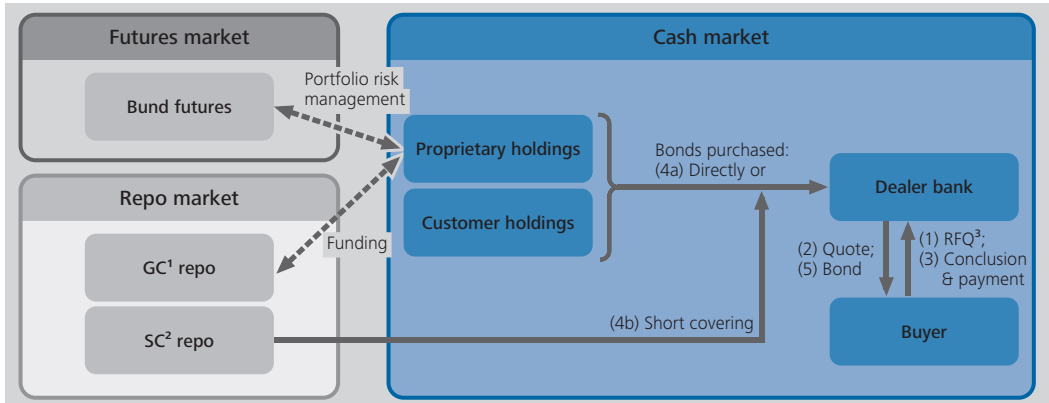 Futures market
Bund futures
Portfolio risk
management
Repo market
GC¹ repo
SC² repo
Funding
Cash market
Proprietary holdings
Customer holdings
Bonds purchased:
(4a) Directly or
(4b) Short covering
Dealer bank
(2) Quote;
(5) Bond
(1) RFQ³;
(3) Conclusion
& payment
Buyer